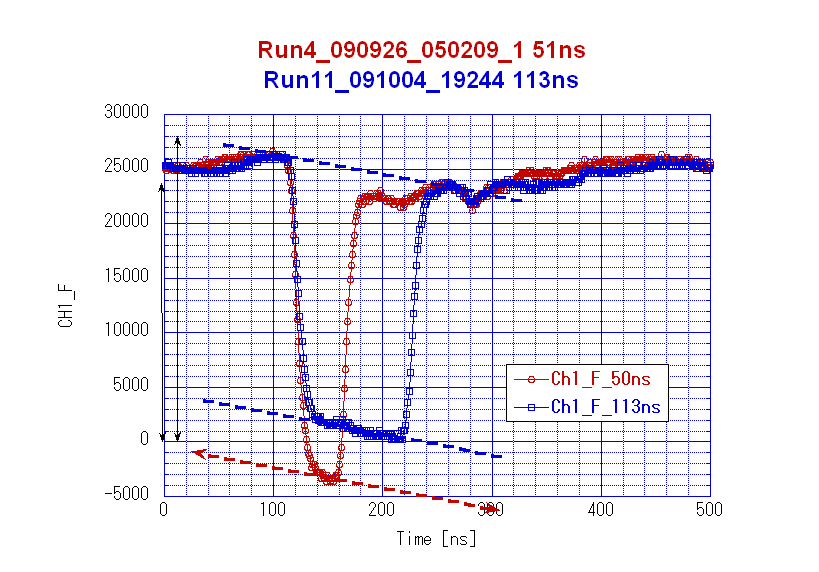 Run4_090926_050209_1 51ns
Run11_091004_19244 113ns
30000
25000
20000
15000
10000
5000
0
-5000
CH1_F
Ch1_F_50ns
Ch1_F_113ns
0 100 200 300 400 500
Time [ns]